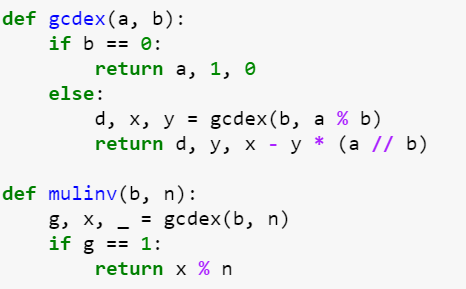 def gcdex(a, b):
    if b == 0:
        return a, 1, 0
    else:
        d, x, y = gcdex(b, a % b)
        return d, y, x - y * (a // b)

def mulinv(b, n):
    g, x, _ = gcdex(b, n)
    if g == 1:
        return x % n